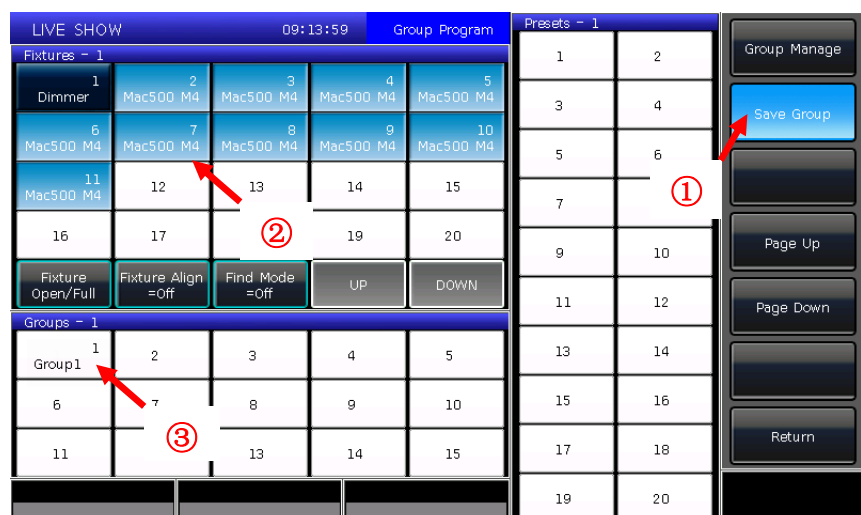 LIVE SHOW 09:13:59 Group Program
Fixtures - 1
1 2 3 4 5
Dimmer Mac500 M4 Mac500 M4 Mac500 M4 Mac500 M4
6 7 8 9 10
Mac500 M4 Mac500 M4 Mac500 M4 Mac500 M4 Mac500 M4
11
Mac500 M4 12 13 14 15
16 17 ② 19 20
Fixture Open/Full Fixture Align =Off Find Mode =Off UP DOWN
Groups - 1
1
Group1 2 3 4 5
6 7 8 9 10
11 ③ 13 14 15
Presets - 1
1 2
3 4
5 6
7 ①
9 10
11 12
13 14
15 16
17 18
19 20
Group Manage
Save Group
Page Up
Page Down
Return